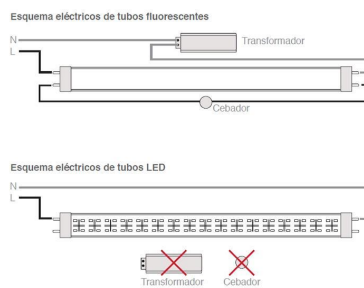 Esquema eléctricos de tubos fluorescentes
N
Transformador
L
Cebador
Esquema eléctricos de tubos LED
N
L
Transformador Cebador